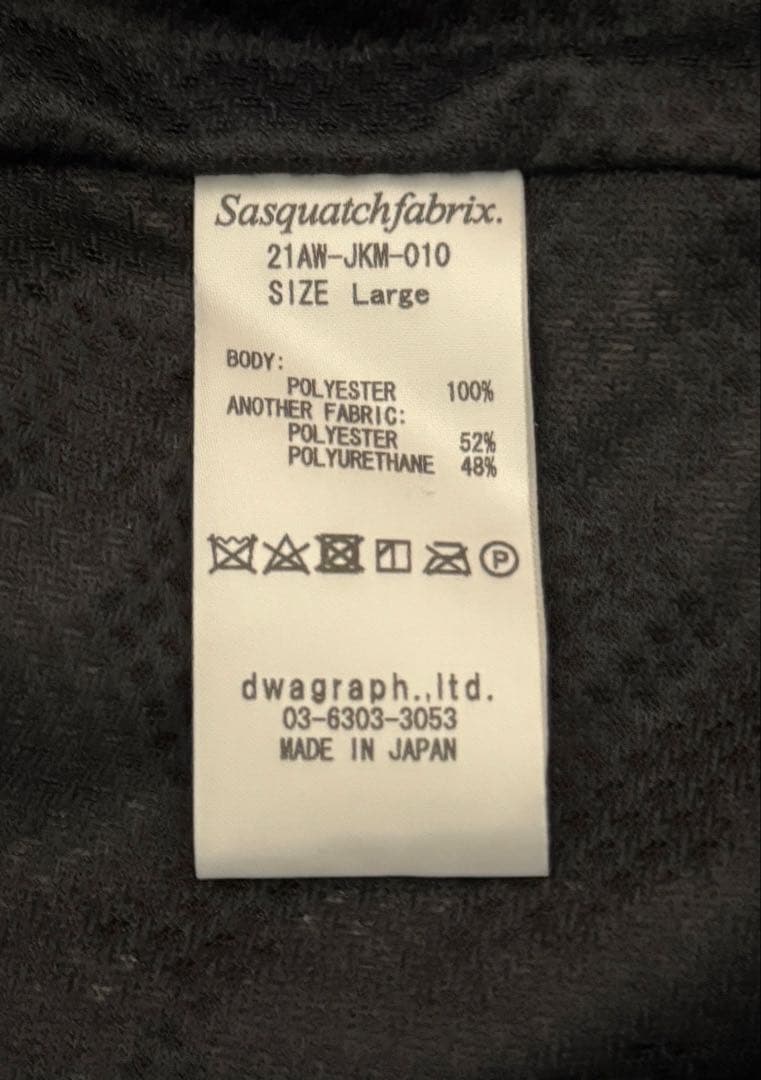 Sasquatchfabrix.
21AW-JKM-010
SIZE Large
BODY:
POLYESTER 100%
ANOTHER FABRIC:
POLYESTER 52%
POLYURETHANE 48%
P
dwagraph.,ltd.
03-6303-3053
MADE IN JAPAN